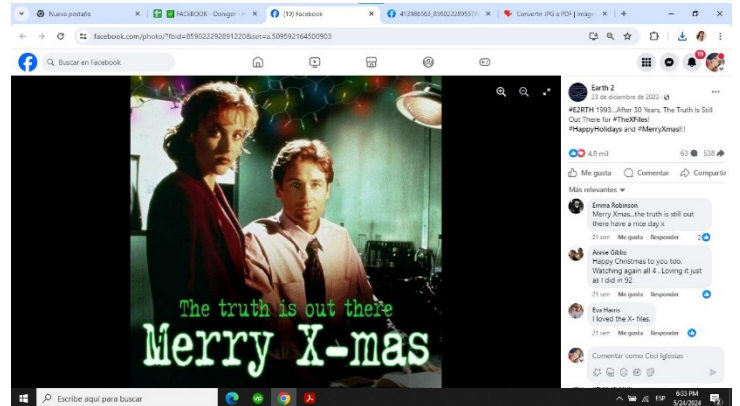 Nueva pestaña
FACEBOOK - Doniger - 
(19) Facebook
Convierte JPG a PDF | Imág
facebook.com/photo/?fbid=859022292891220&set=a.509592164500903
Buscar en Facebook
19
The truth is out there
Merry X-mas
Earth 2
23 de diciembre de 2023
#E2RTH 1993...After 30 Years, The Truth Is Still
Out There for #TheXFiles!
#HappyHolidays and #MerryXmas!!!
4,0 mil 63 538
Me gusta Comentar Compartir
Más relevantes
Emma Robinson
Merry Xmas...the truth is still out
there have a nice day x
21 sem Me gusta Responder 2
Annie Gibbs
Happy Christmas to you too.
Watching again all 4 . Loving it just
as I did in 92
21 sem Me gusta Responder
Eva Harris
I loved the X- files.
21 sem Me gusta Responder
Comentar como Ceci Iglesias
Escribe aquí para buscar
ESP
6:33 PM
5/24/2024